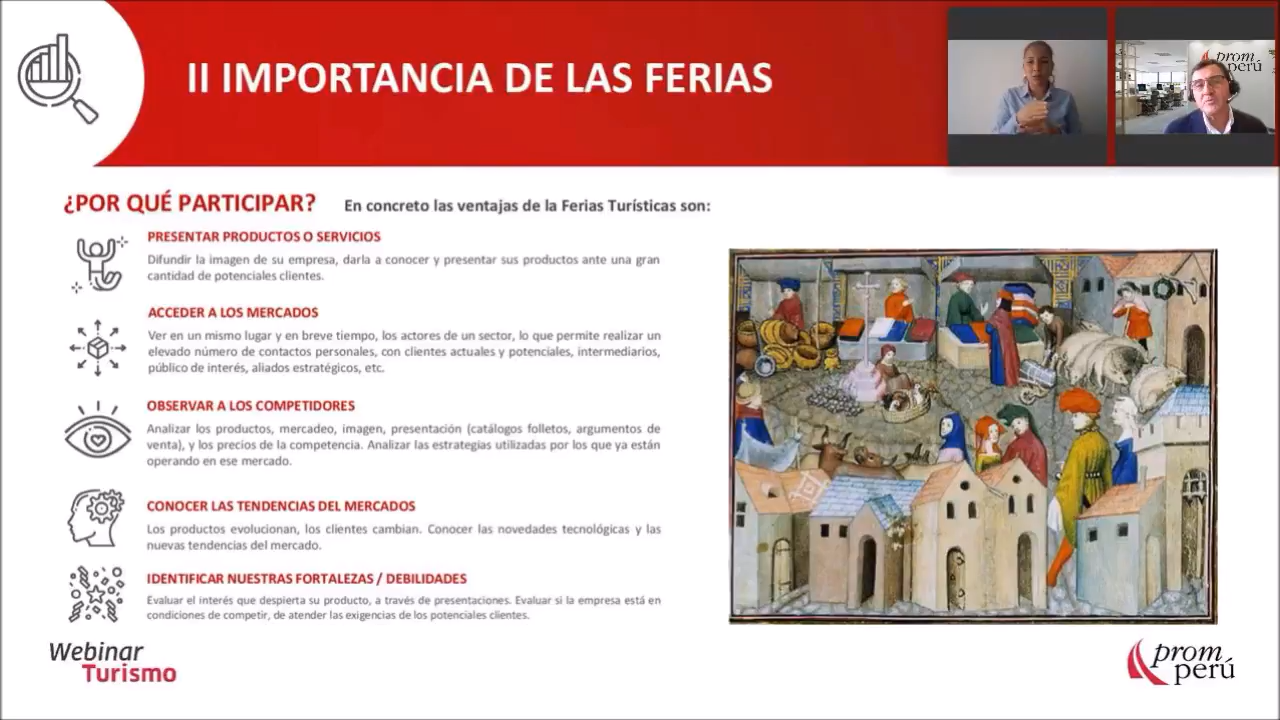 II IMPORTANCIA DE LAS FERIAS
prom
perú
¿POR QUÉ PARTICIPAR? En concreto las ventajas de la Ferias Turísticas son:
PRESENTAR PRODUCTOS O SERVICIOS
Difundir la imagen de su empresa, darla a conocer y presentar sus productos ante una gran
cantidad de potenciales clientes.
ACCEDER A LOS MERCADOS
Ver en un mismo lugar y en breve tiempo, los actores de un sector, lo que permite realizar un
elevado número de contactos personales, con clientes actuales y potenciales, intermediarios,
público de interés, aliados estratégicos, etc.
OBSERVAR A LOS COMPETIDORES
Analizar los productos, mercadeo, imagen, presentación (catálogos folletos, argumentos de
venta), y los precios de la competencia. Analizar las estrategias utilizadas por los que ya están
operando en ese mercado.
CONOCER LAS TENDENCIAS DEL MERCADOS
Los productos evolucionan, los clientes cambian. Conocer las novedades tecnológicas y las
nuevas tendencias del mercado.
IDENTIFICAR NUESTRAS FORTALEZAS / DEBILIDADES
Evaluar el interés que despierta su producto, a través de presentaciones. Evaluar si la empresa está en
condiciones de competir, de atender las exigencias de los potenciales clientes.
Webinar
Turismo
prom
perú